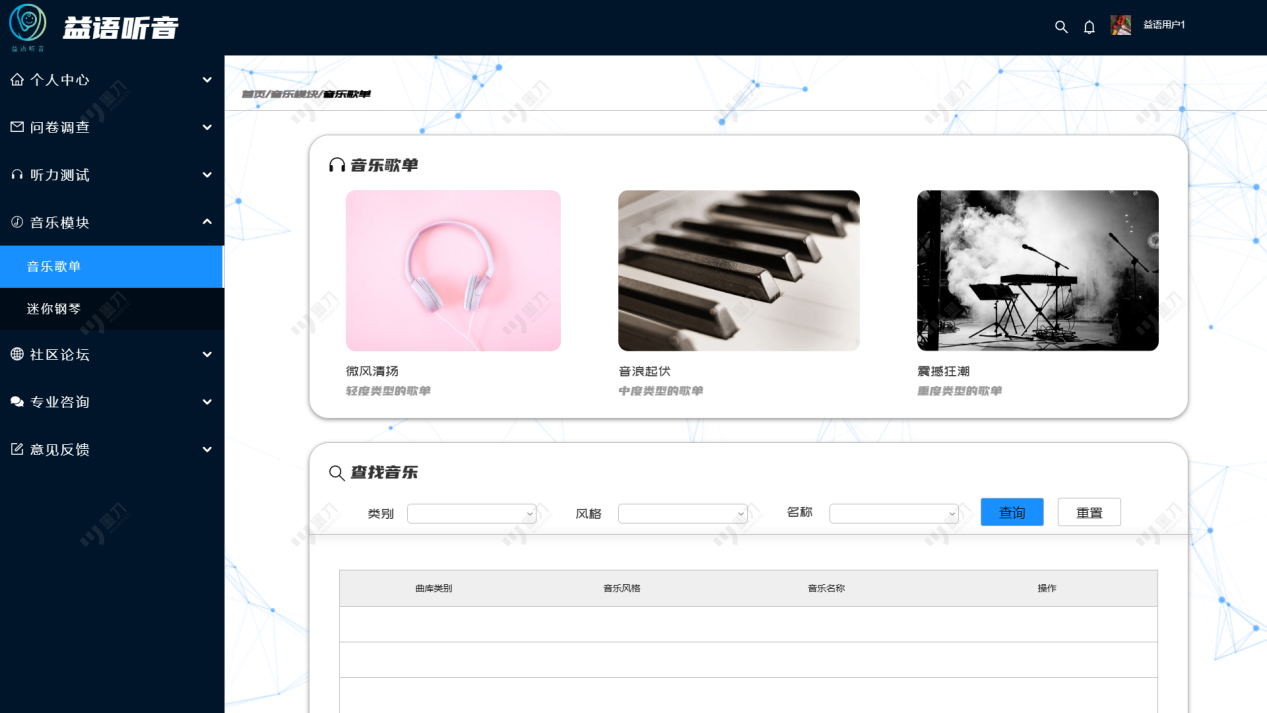 益语听音
益语听音
益语用户1
个人中心
问卷调查
听力测试
音乐模块
音乐歌单
迷你钢琴
社区论坛
专业咨询
意见反馈
首页/音乐模块/音乐歌单
音乐歌单
微风清扬
轻度类型的歌单
音浪起伏
中度类型的歌单
震撼狂潮
重度类型的歌单
查找音乐
类别 风格 名称 查询 重置
曲库类别 音乐风格 音乐名称 操作
墨刀